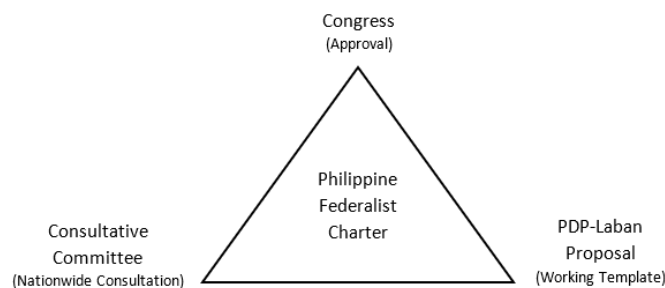 Congress
(Approval)
Philippine
Federalist
Charter
Consultative
Committee
(Nationwide Consultation)
PDP-Laban
Proposal
(Working Template)